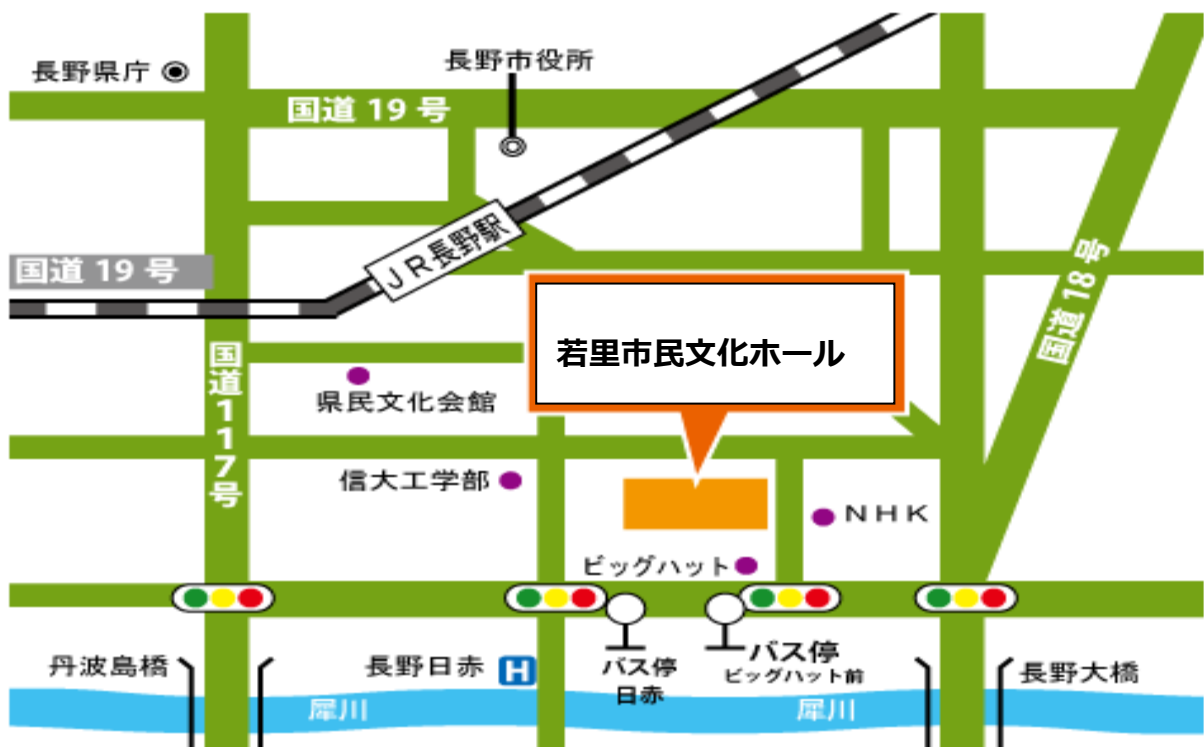 長野県庁
長野市役所
国道 19 号
JR長野駅
国道 19 号
国道 18 号
若里市民文化ホール
国道117号
県民文化会館
信大工学部
NHK
ビッグハット
丹波島橋
長野日赤
H
バス停
日赤
バス停
ビッグハット前
長野大橋
犀川
犀川